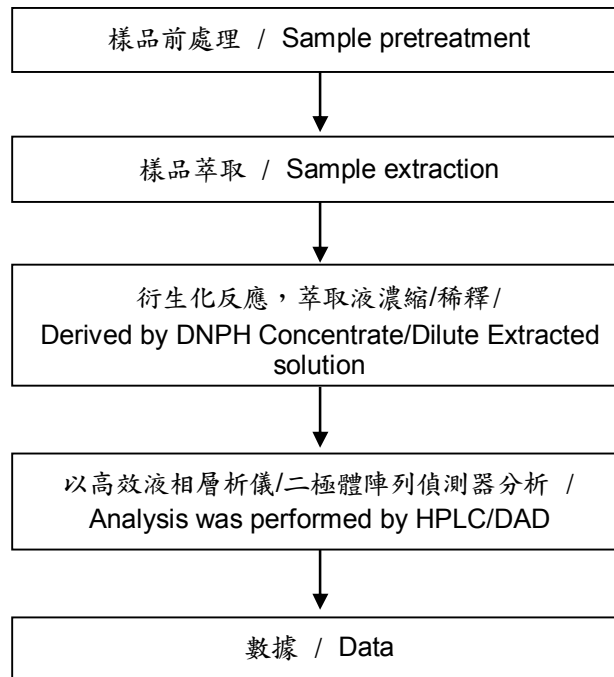 樣品前處理 / Sample pretreatment
樣品萃取 / Sample extraction
衍生化反應，萃取液濃縮/稀釋/
Derived by DNPH Concentrate/Dilute Extracted
solution
以高效液相層析儀/二極體陣列偵測器分析 /
Analysis was performed by HPLC/DAD
數據 / Data